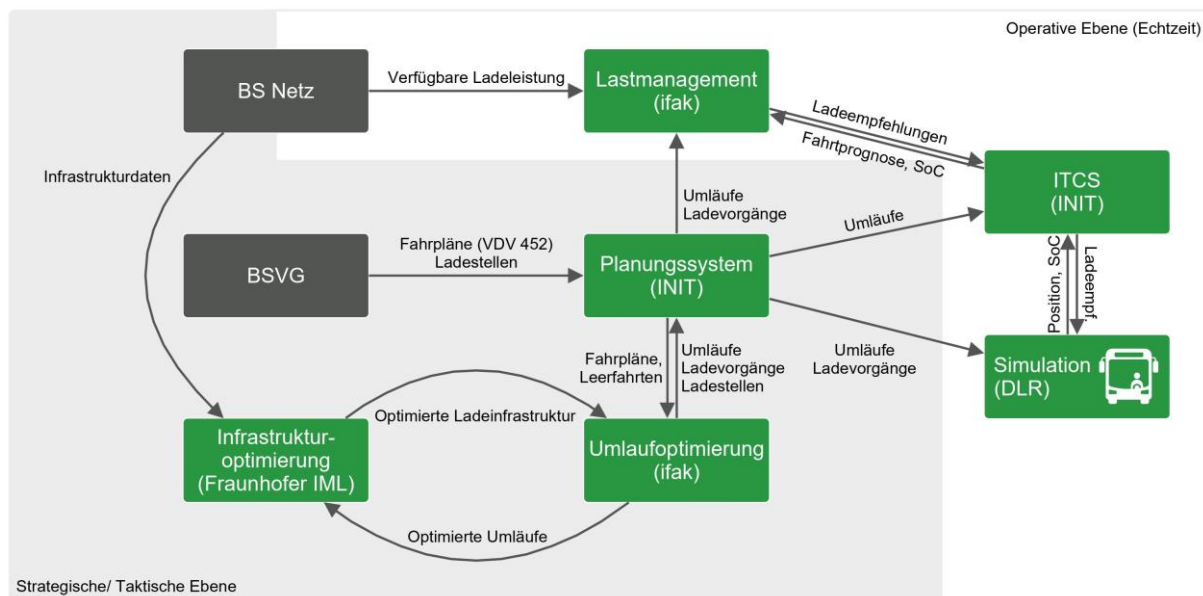 Operative Ebene (Echtzeit)
BS Netz
Verfügbare Ladeleistung
Lastmanagement
(ifak)
Ladeempfehlungen
Fahrtprognose, SoC
Infrastrukturdaten
ITCS
(INIT)
Umläufe
Ladevorgänge
Umläufe
Fahrpläne (VDV 452)
Ladestellen
BSVG
Planungssystem
(INIT)
Position, SoC
Ladeempf.
Fahrpläne,
Leerfahrten
Umläufe
Ladevorgänge
Ladestellen
Umläufe
Ladevorgänge
Simulation
(DLR)
Optimierte Ladeinfrastruktur
Infrastruktur-
optimierung
(Fraunhofer IML)
Umlaufoptimierung
(ifak)
Optimierte Umläufe
Strategische/ Taktische Ebene